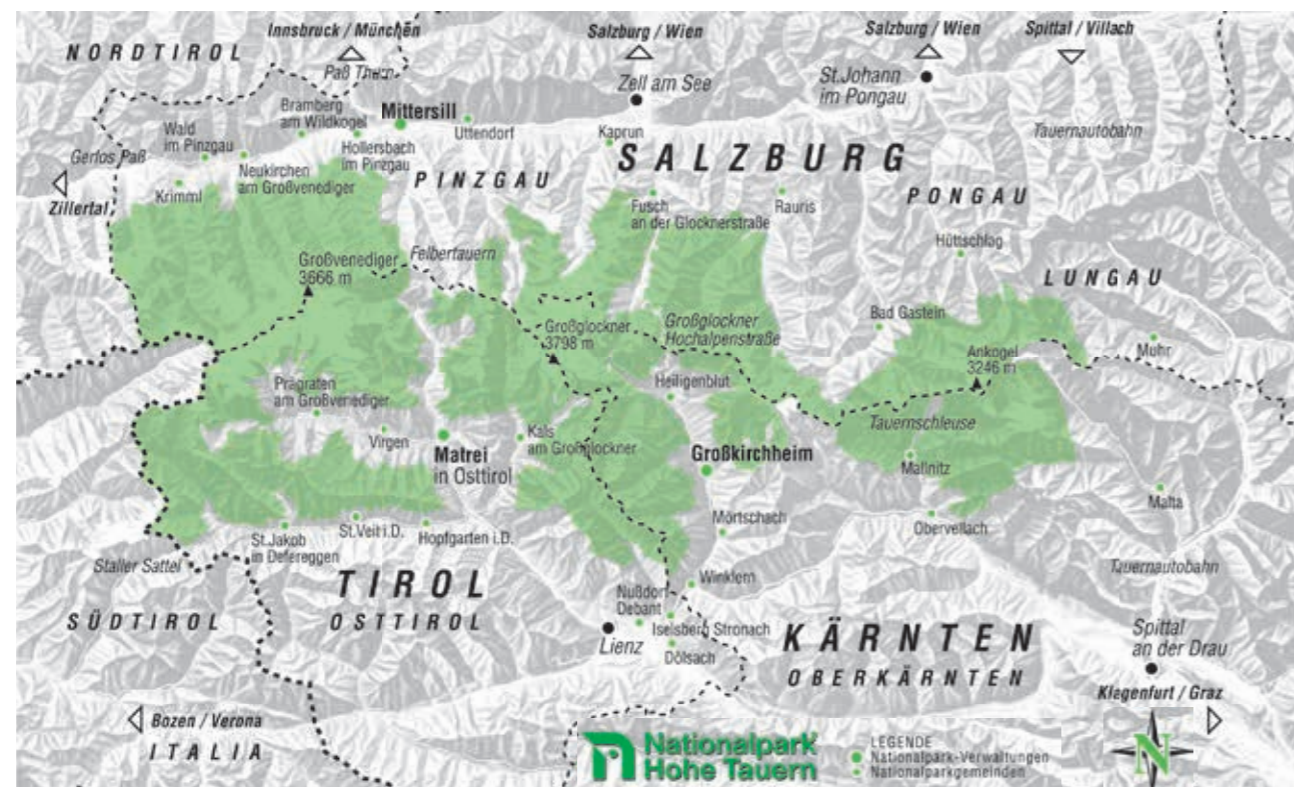 Innsbruck / München
Salzburg / Wien
Salzburg / Wien
Spittal / Villach
NORDTIROL
Paß Thurn
Zell am See
St.Johann
im Pongau
Bramberg
am Wildkogel
Mittersill
Uttendorf
Kaprun
Tauernautobahn
Wald
im Pinzgau
Hollersbach
im Pinzgau
Gerlos Paß
Neukirchen
am Großvenediger
SALZBURG
PINZGAU
Krimml
Zillertal
Fusch
an der Glocknerstraße
Rauris
PONGAU
Hüttschlag
Großvenediger
3666 m
Felbertauern
LUNGAU
Großglockner
3798 m
Großglockner
Hochalpenstraße
Bad Gastein
Ankogel
3246 m
Muhr
Prägraten
am Großvenediger
Heiligenblut
Virgen
Matrei
in Osttirol
Kals
am Großglockner
Tauernschleuse
Großkirchheim
Mallnitz
Malta
St.Jakob
in Defereggen
St.Veit i.D.
Hopfgarten i.D.
Mörtschach
Obervellach
Staller Sattel
Winklern
Tauernautobahn
TIROL
OSTTIROL
SÜDTIROL
Nußdorf
Debant
Iselsberg Stronach
Lienz
Dölsach
KÄRNTEN
OBERKÄRNTEN
Spittal
an der Drau
Klegenfurt / Graz
Bozen / Verona
ITALIA
Nationalpark
Hohe Tauern
LEGENDE
Nationalpark-Verwaltungen
Nationalparkgemeinden
N